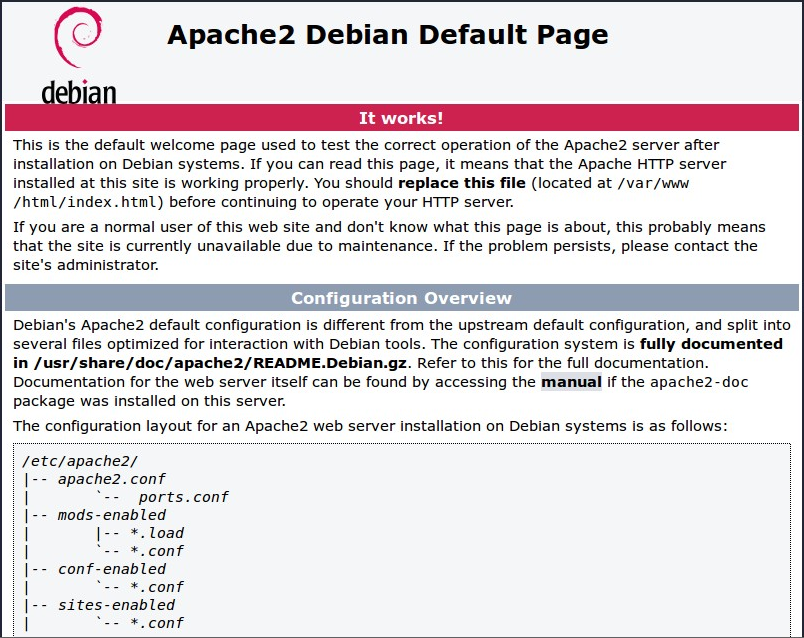 debian
Apache2 Debian Default Page
It works!
This is the default welcome page used to test the correct operation of the Apache2 server after
installation on Debian systems. If you can read this page, it means that the Apache HTTP server
installed at this site is working properly. You should replace this file (located at /var/www
/html/index.html) before continuing to operate your HTTP server.
If you are a normal user of this web site and don't know what this page is about, this probably means
that the site is currently unavailable due to maintenance. If the problem persists, please contact the
site's administrator.
Configuration Overview
Debian's Apache2 default configuration is different from the upstream default configuration, and split into
several files optimized for interaction with Debian tools. The configuration system is fully documented
in /usr/share/doc/apache2/README.Debian.gz. Refer to this for the full documentation.
Documentation for the web server itself can be found by accessing the manual if the apache2-doc
package was installed on this server.
The configuration layout for an Apache2 web server installation on Debian systems is as follows:
/etc/apache2/
|-- apache2.conf
|       `--  ports.conf
|-- mods-enabled
|       |-- *.load
|       `-- *.conf
|-- conf-enabled
|       `-- *.conf
|-- sites-enabled
|       `-- *.conf